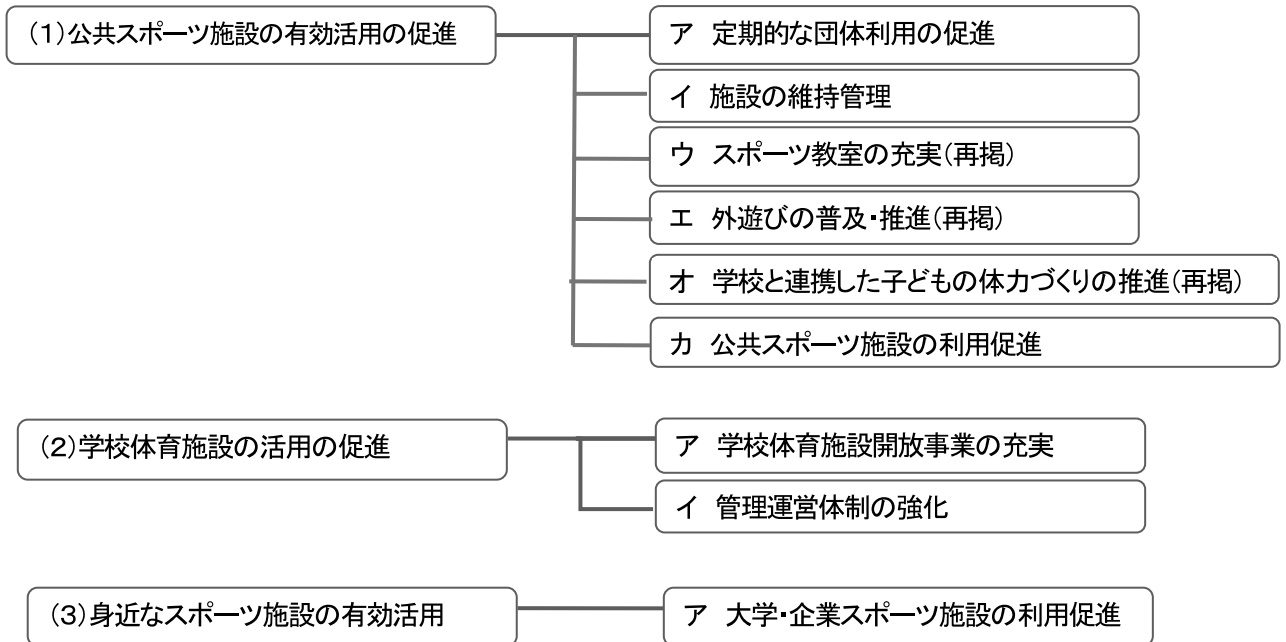 (1)公共スポーツ施設の有効活用の促進
ア 定期的な団体利用の促進
イ 施設の維持管理
ウ スポーツ教室の充実(再掲)
エ 外遊びの普及・推進(再掲)
オ 学校と連携した子どもの体力づくりの推進(再掲)
カ 公共スポーツ施設の利用促進
(2)学校体育施設の活用の促進
ア 学校体育施設開放事業の充実
イ 管理運営体制の強化
(3)身近なスポーツ施設の有効活用
ア 大学・企業スポーツ施設の利用促進